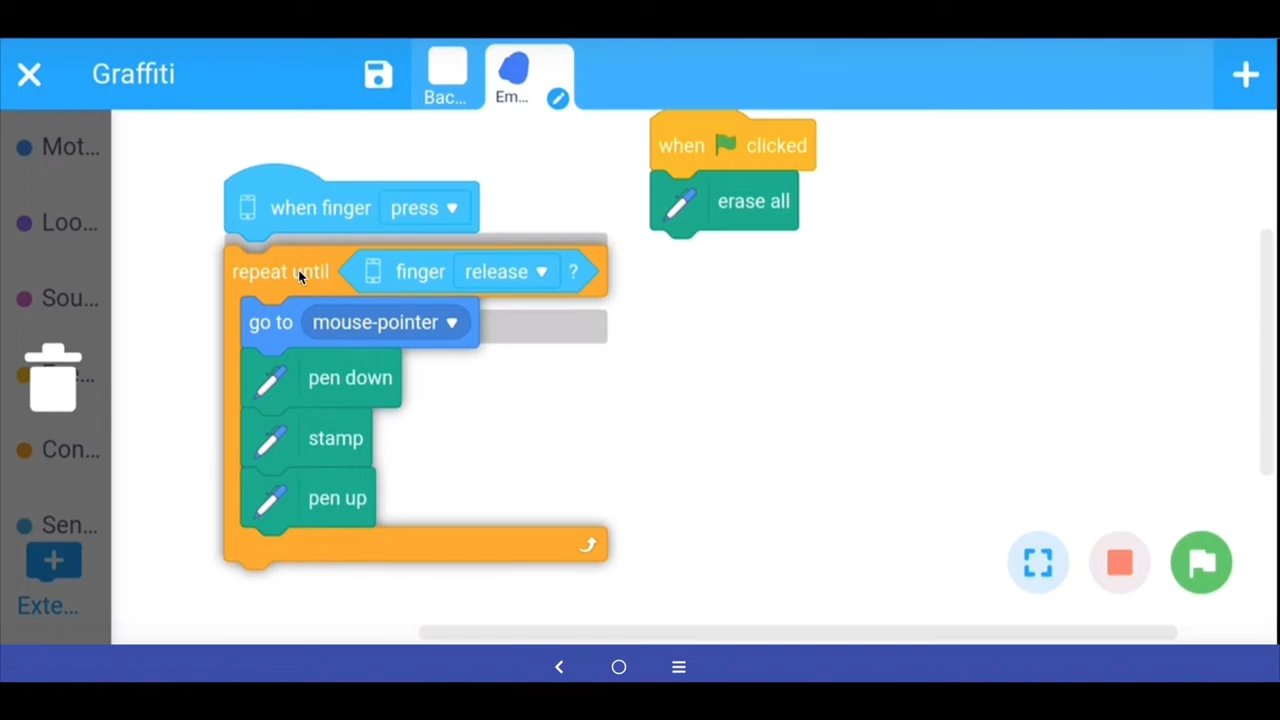 Graffiti
Bac...
Em...
Mot...
Loo...
Sou...
Con...
Sen...
Exte...
when finger press
repeat until finger release ?
go to mouse-pointer
pen down
stamp
pen up
when clicked
erase all